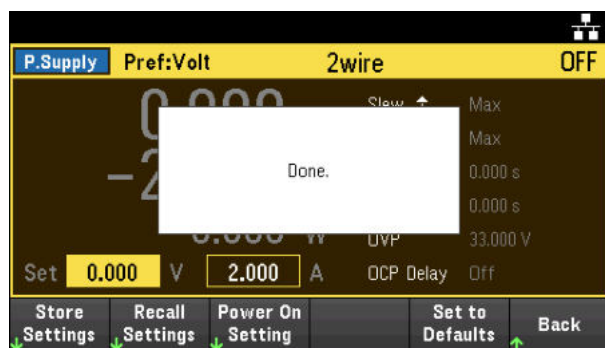 P.Supply Pref:Volt 2wire OFF
Slew Max
Max
Done.
0.000 s
0.000 s
W OVP 33.000 V
Set 0.000 V 2.000 A OCP Delay Off
Store Settings Recall Settings Power On Setting Set to Defaults Back